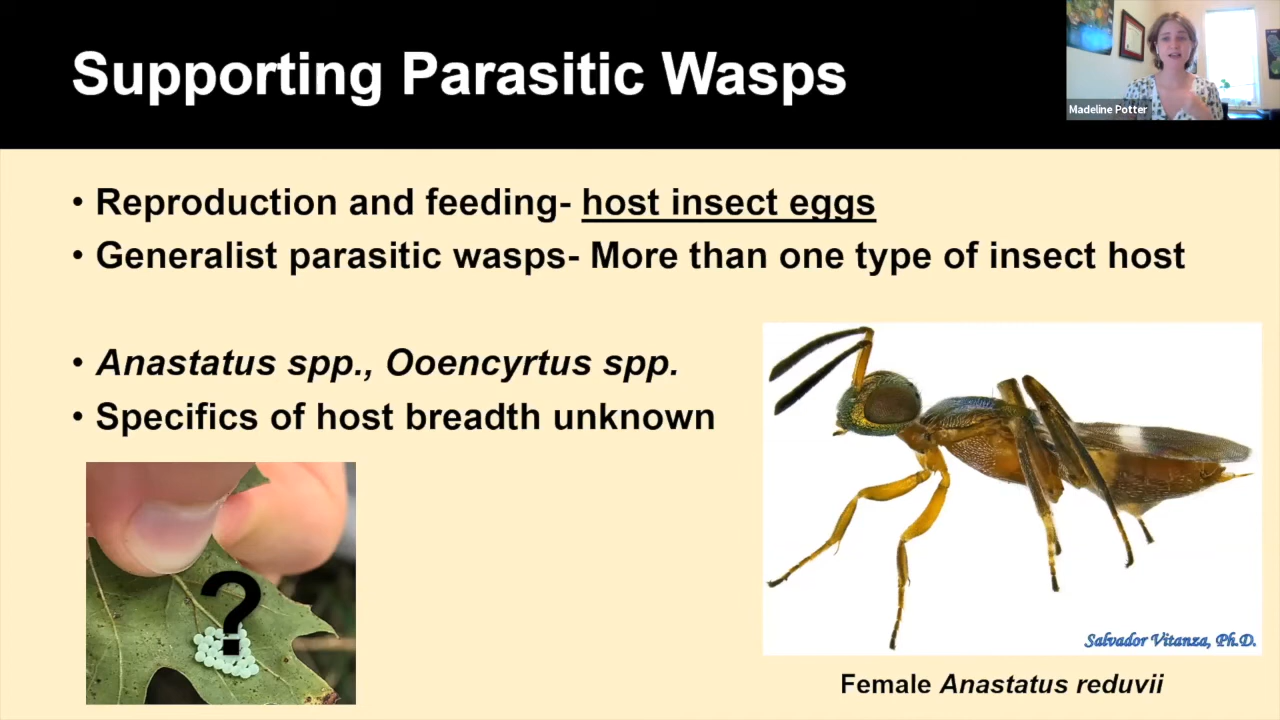 Supporting Parasitic Wasps
Madeline Potter
• Reproduction and feeding- host insect eggs
• Generalist parasitic wasps- More than one type of insect host
• Anastatus spp., Ooencyrtus spp.
• Specifics of host breadth unknown
?
Salvador Vitanza, Ph.D.
Female Anastatus reduvii